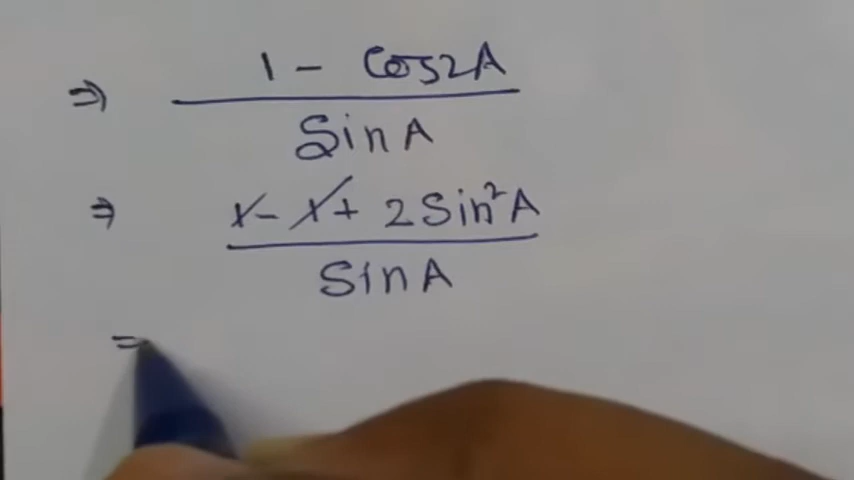 ⇒ 1 - Cos2A
SinA
⇒ 1 - 1 + 2Sin²A
SinA
=